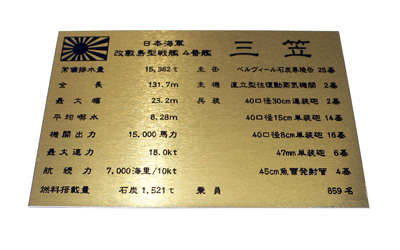 日本海軍
改敷島型戦艦 4番艦 三笠
常備排水量 15,382t 主缶 ベルヴィール石炭専焼缶 25基
全長 131.7m 主機 直立型往復動蒸気機関 2基
最大幅 23.2m 兵装 40口径30cm連装砲 2基
平均喫水 8.28m 40口径15cm単装砲 14基
機関出力 15,000馬力 40口径8cm単装砲 16基
最大速力 18.0kt 47mm単装砲 6基
航続力 7,000海里/10kt 45cm魚雷発射管 4基
燃料搭載量 石炭1,521t 乗員 859名